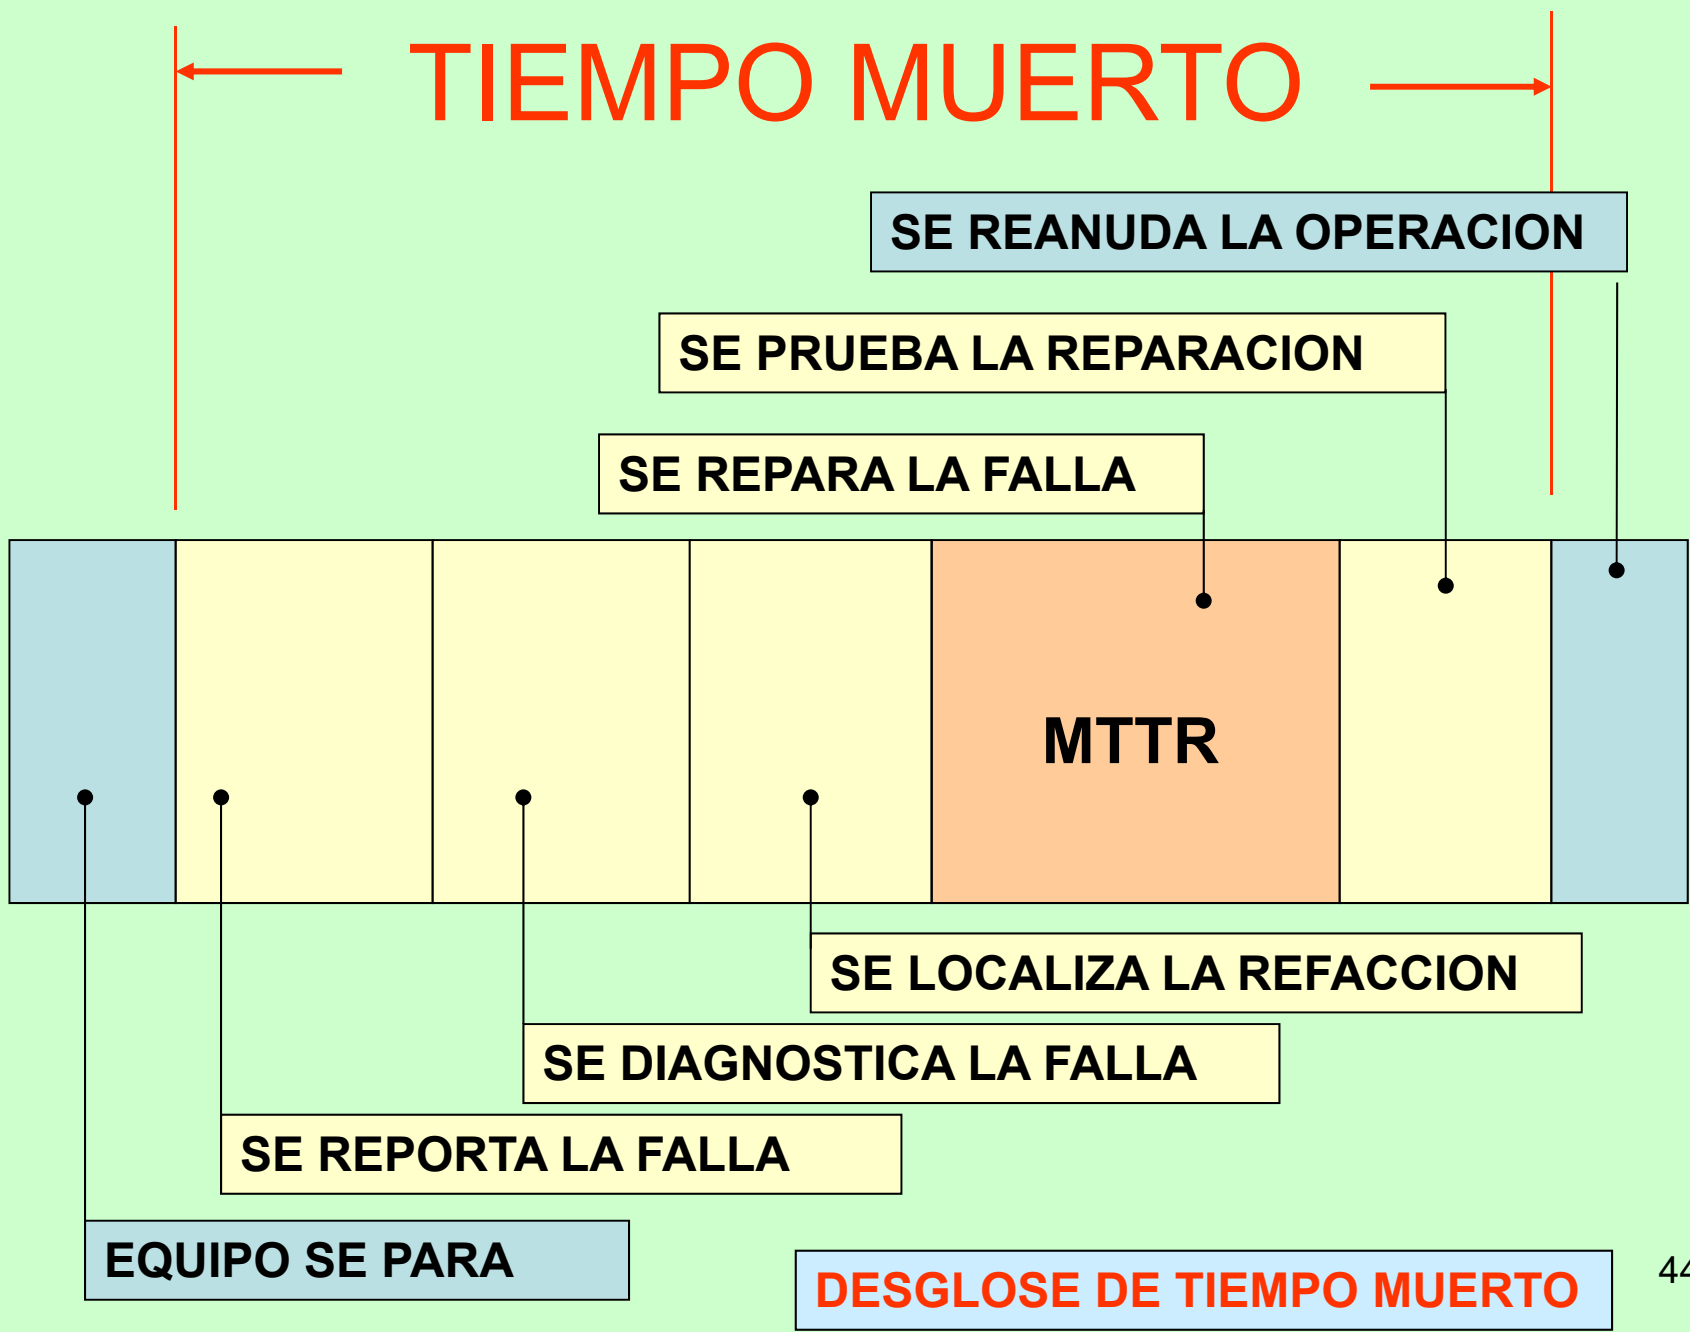 TIEMPO MUERTO
SE REANUDA LA OPERACION
SE PRUEBA LA REPARACION
SE REPARA LA FALLA
MTTR
SE LOCALIZA LA REFACCION
SE DIAGNOSTICA LA FALLA
SE REPORTA LA FALLA
EQUIPO SE PARA
DESGLOSE DE TIEMPO MUERTO
44